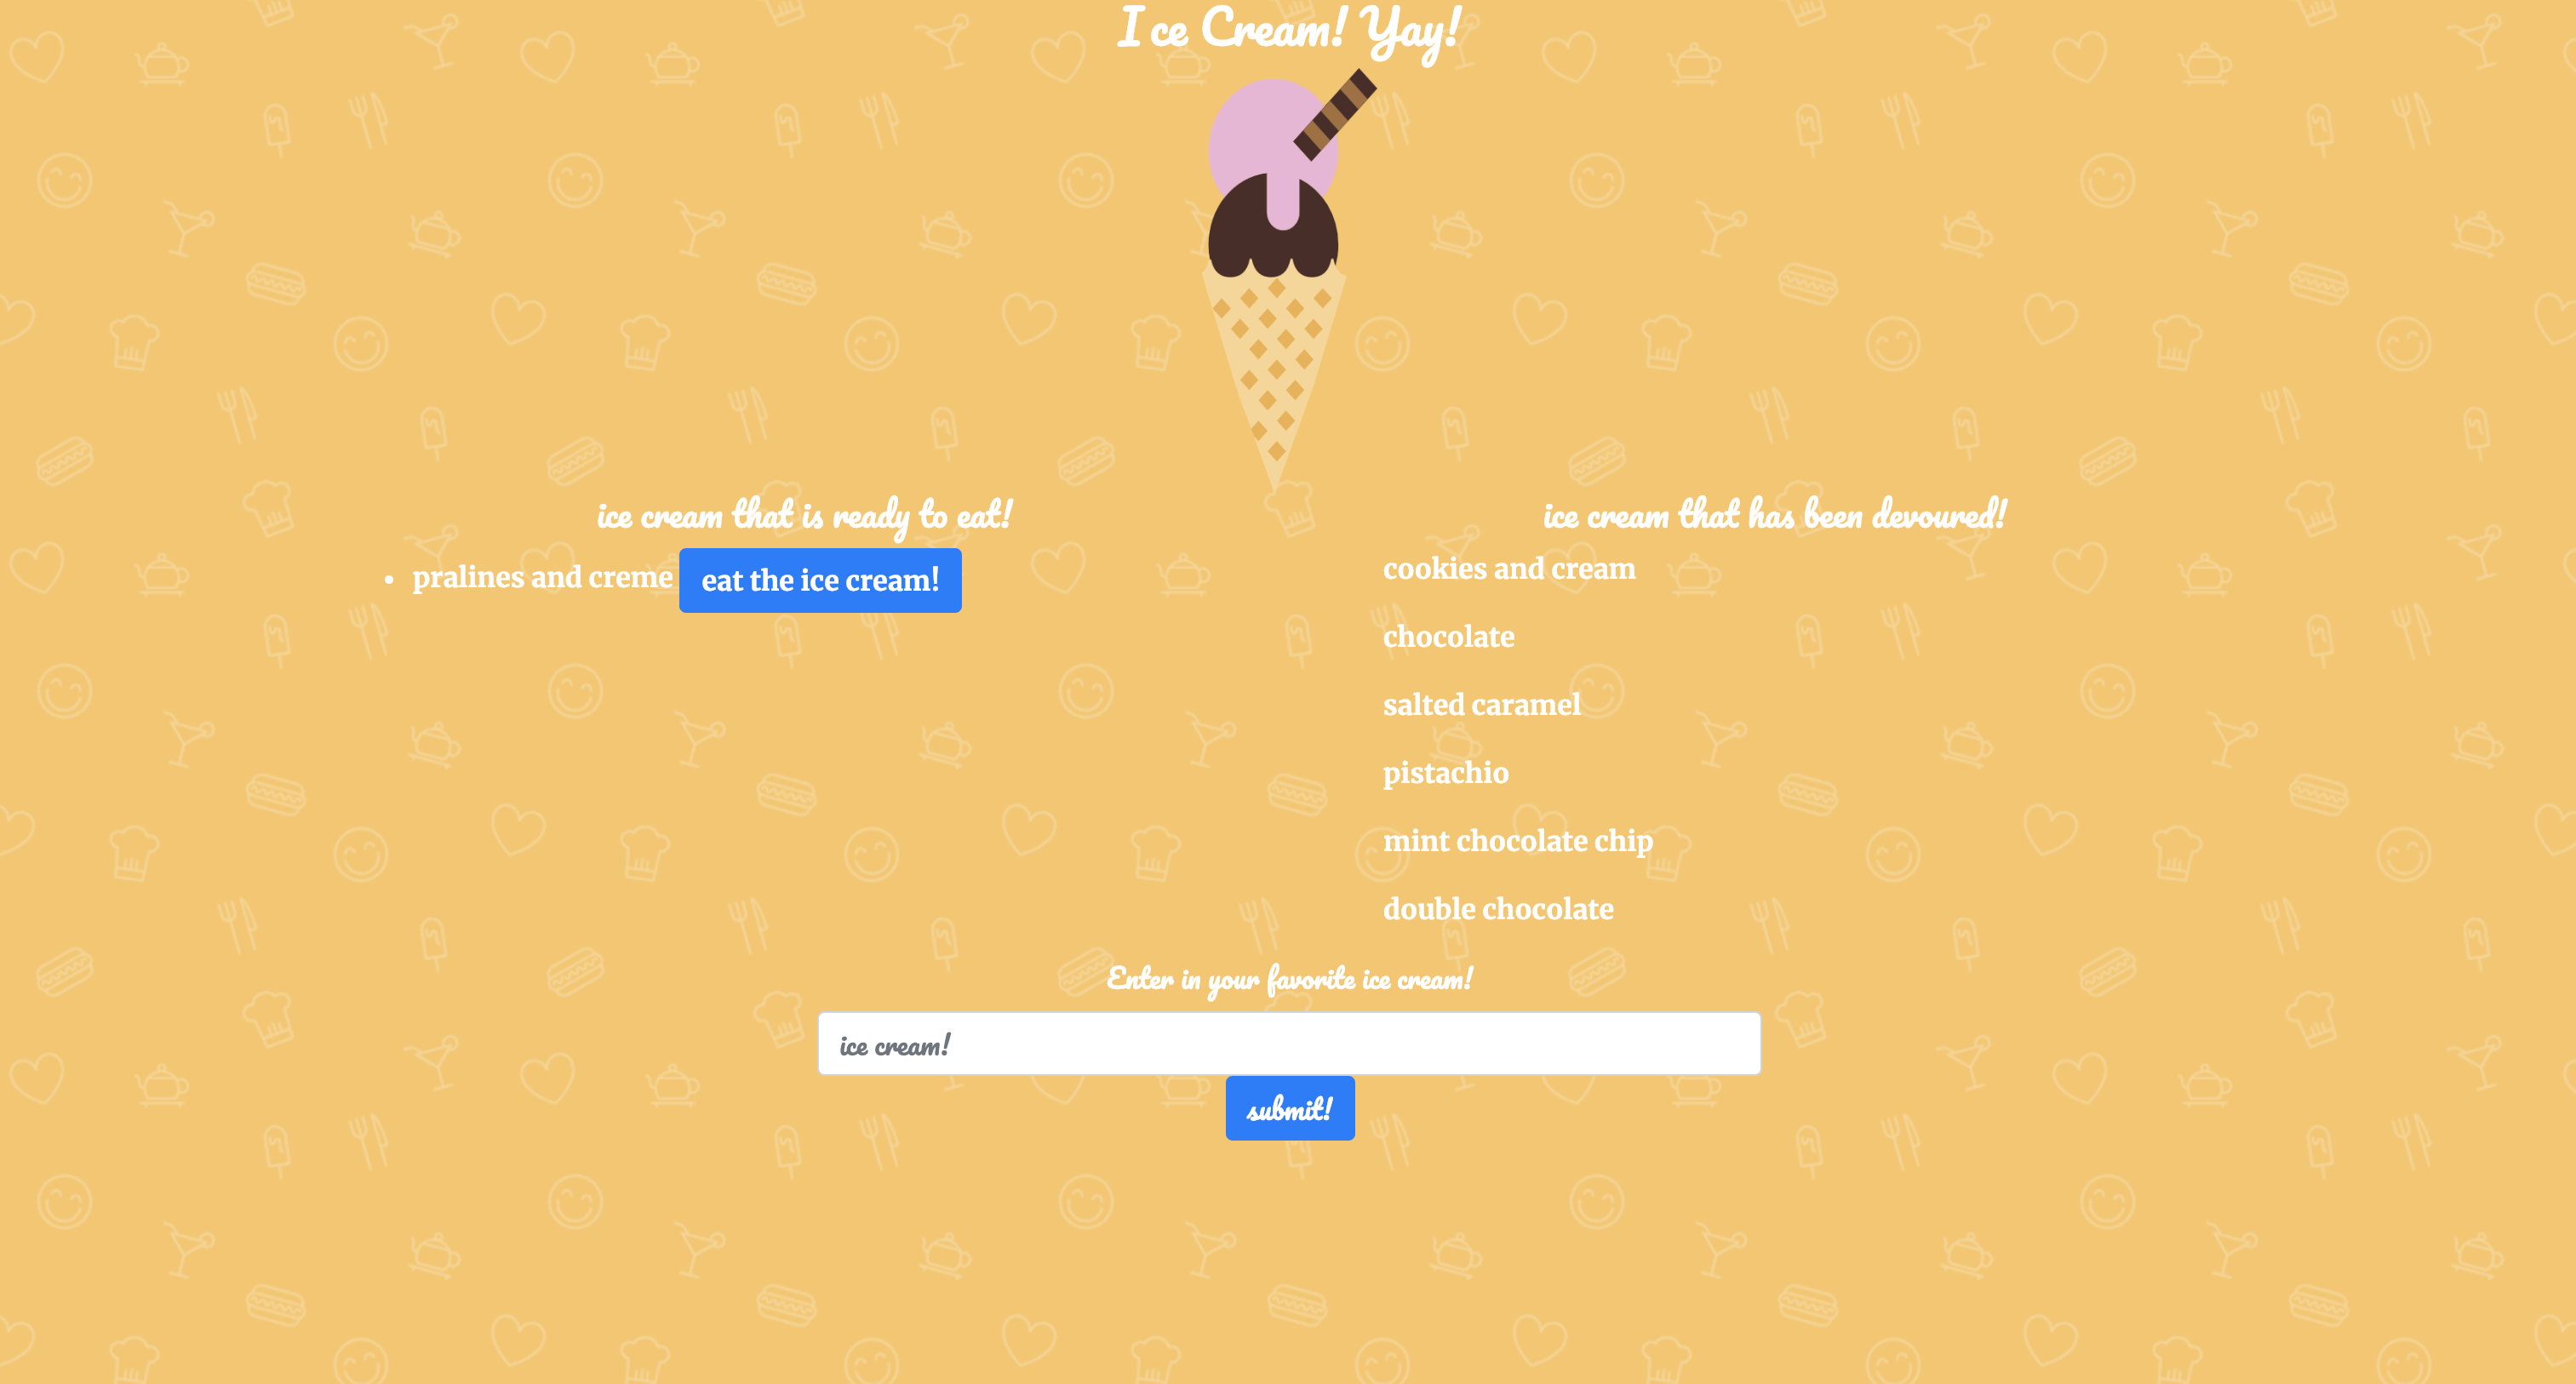 Ice Cream! Yay!
ice cream that is ready to eat!
pralines and creme eat the ice cream!
ice cream that has been devoured!
cookies and cream
chocolate
salted caramel
pistachio
mint chocolate chip
double chocolate
Enter in your favorite ice cream!
ice cream!
submit!